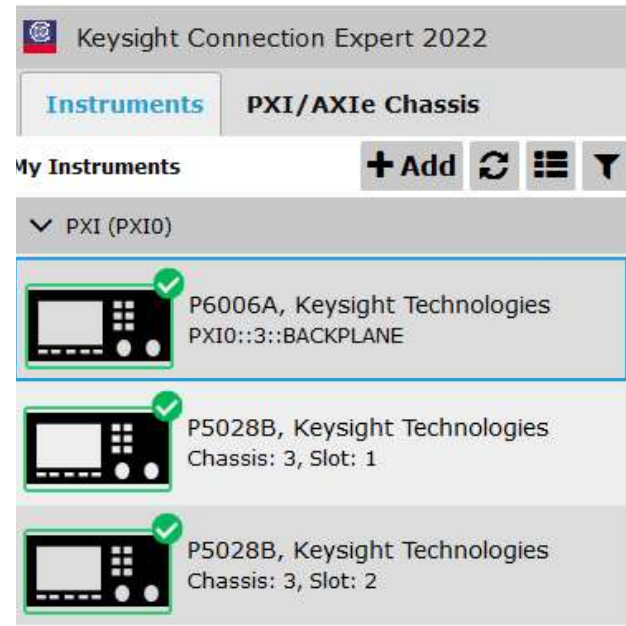 Keysight Connection Expert 2022
Instruments PXI/AXIe Chassis
My Instruments + Add
PXI (PXI0)
P6006A, Keysight Technologies
PXI0::3::BACKPLANE
P5028B, Keysight Technologies
Chassis: 3, Slot: 1
P5028B, Keysight Technologies
Chassis: 3, Slot: 2